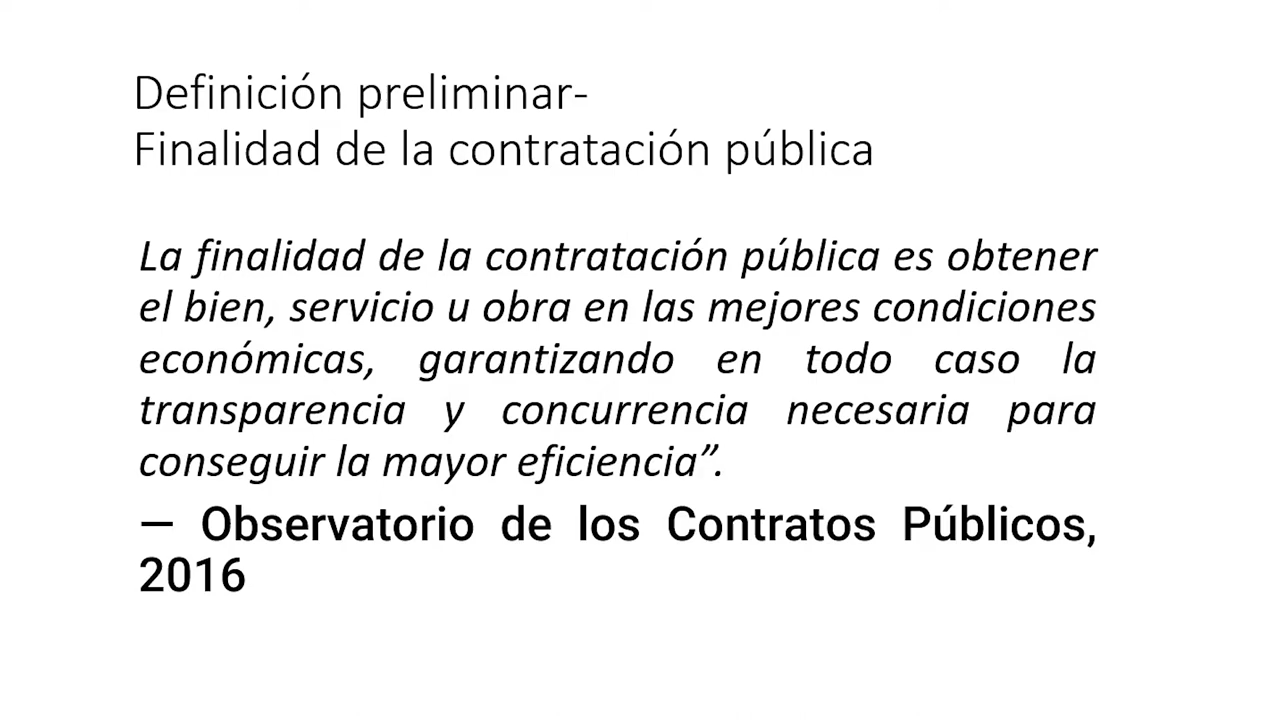 Definición preliminar-
Finalidad de la contratación pública
La finalidad de la contratación pública es obtener
el bien, servicio u obra en las mejores condiciones
económicas, garantizando en todo caso la
transparencia y concurrencia necesaria para
conseguir la mayor eficiencia”.
— Observatorio de los Contratos Públicos,
2016